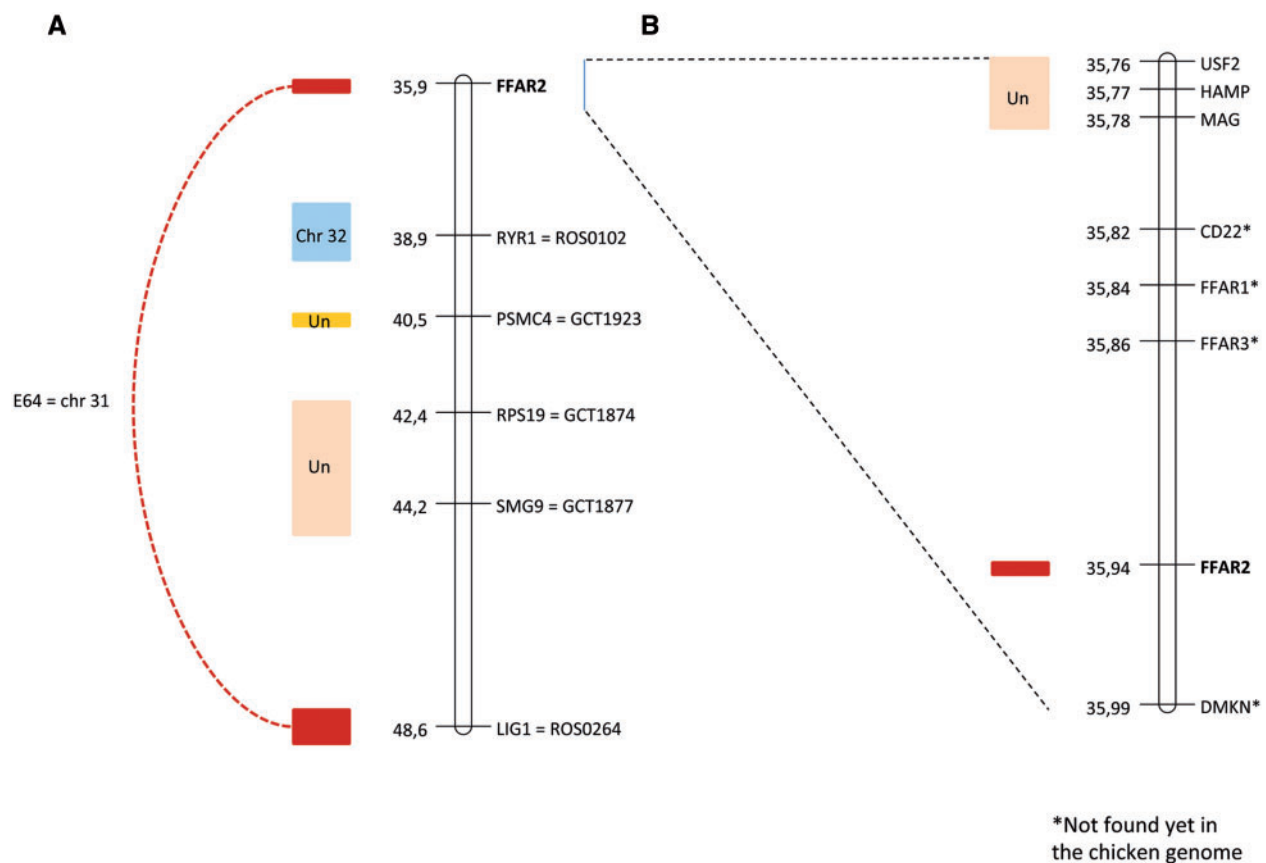 A
35,9 FFAR2
Chr 32
38,9 RYR1 = ROS0102
Un
40,5 PSMC4 = GCT1923
E64 = chr 31
42,4 RPS19 = GCT1874
Un
44,2 SMG9 = GCT1877
48,6 LIG1 = ROS0264
B
35,76 USF2
Un
35,77 HAMP
35,78 MAG
35,82 CD22*
35,84 FFAR1*
35,86 FFAR3*
35,94 FFAR2
35,99 DMKN*
*Not found yet in
the chicken genome